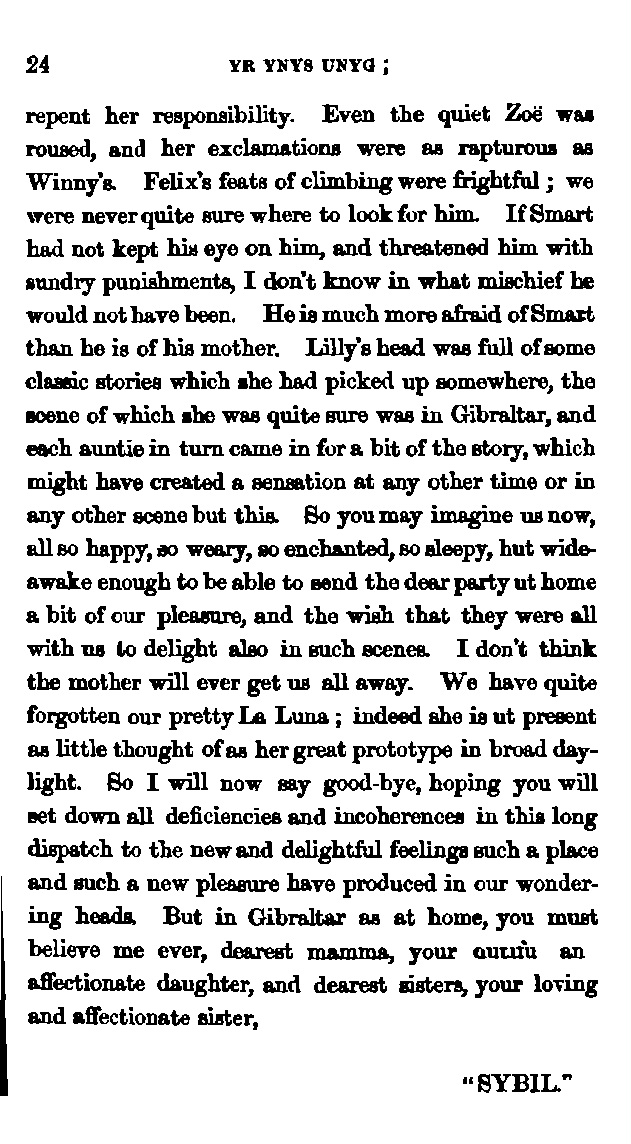 24 YR YNYS UNYG ;
repent her responsibility. Even the quiet Zoë was
roused, and her exclamations were as rapturous as
Winny's. Felix's feats of climbing were frightful ; we
were never quite sure where to look for him. If Smart
had not kept his eye on him, and threatened him with
sundry punishments, I don't know in what mischief he
would not have been. He is much more afraid of Smart
than he is of his mother. Lilly's head was full of some
classic stories which she had picked up somewhere, the
scene of which she was quite sure was in Gibraltar, and
each auntie in turn came in for a bit of the story, which
might have created a sensation at any other time or in
any other scene but this. So you may imagine us now,
all so happy, so weary, so enchanted, so sleepy, hut wide-
awake enough to be able to send the dear party ut home
a bit of our pleasure, and the wish that they were all
with us to delight also in such scenes. I don't think
the mother will ever get us all away. We have quite
forgotten our pretty La Luna ; indeed she is ut present
as little thought of as her great prototype in broad day-
light. So I will now say good-bye, hoping you will
set down all deficiencies and incoherences in this long
dispatch to the new and delightful feelings such a place
and such a new pleasure have produced in our wonder-
ing heads. But in Gibraltar as at home, you must
believe me ever, dearest mamma, your an
affectionate daughter, and dearest sisters, your loving
and affectionate sister,
"SYBIL."